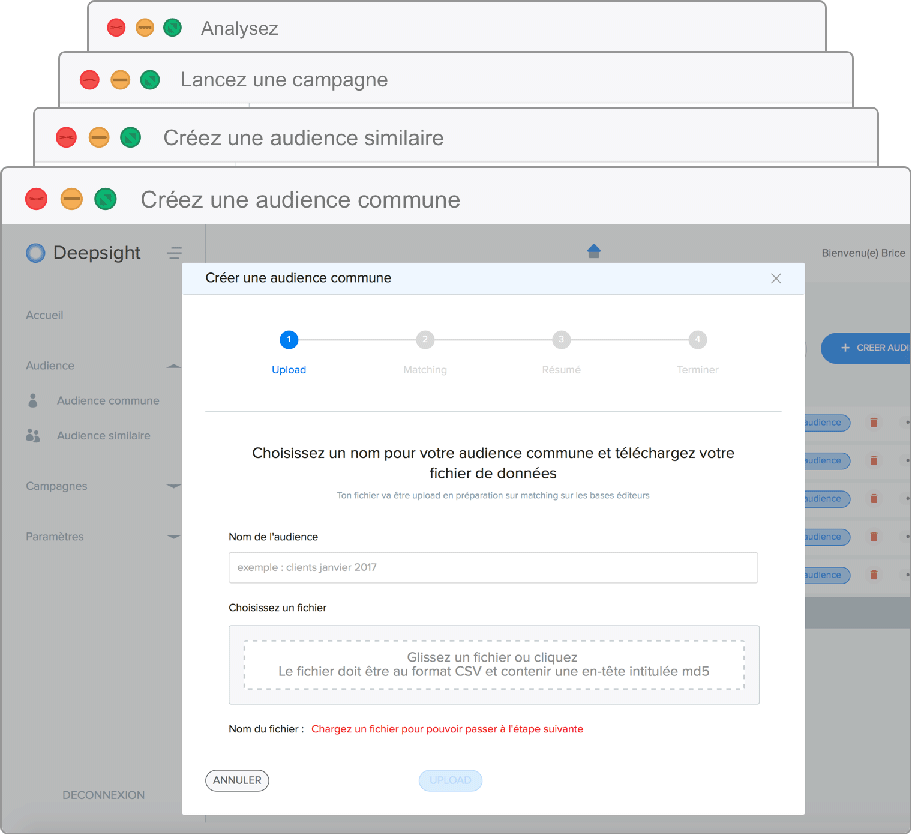 Analysez
Lancez une campagne
Créez une audience similaire
Créez une audience commune
Deepsight
Bienvenu(e) Brice
Créer une audience commune
Accueil
1
2
3
4
Upload
Matching
Résumé
Terminer
+ CREER AUDI
Audience
Audience commune
Audience similaire
Campagnes
Paramètres
audience
audience
audience
audience
audience
Choisissez un nom pour votre audience commune et téléchargez votre
fichier de données
Ton fichier va être upload en préparation sur matching sur les bases éditeurs
Nom de l'audience
exemple : clients janvier 2017
Choisissez un fichier
Glissez un fichier ou cliquez
Le fichier doit être au format CSV et contenir une en-tête intitulée md5
Nom du fichier : Chargez un fichier pour pouvoir passer à l'étape suivante
ANNULER
UPLOAD
DECONNEXION